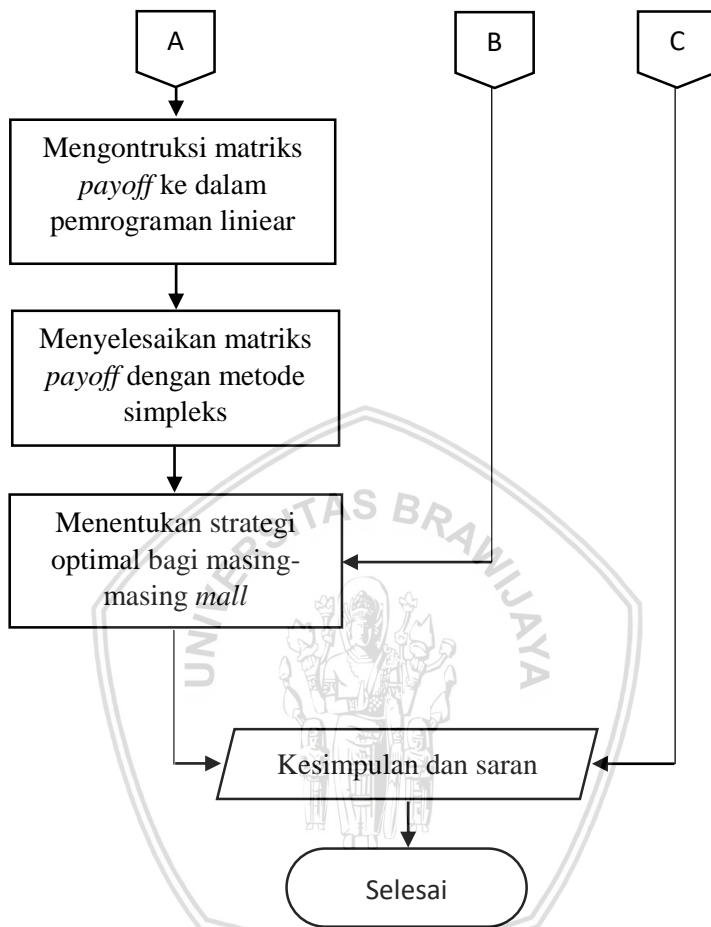 A
B
C
Mengontruksi matriks
payoff ke dalam
pemrograman liniear
Menyelesaikan matriks
payoff dengan metode
simpleks
Menentukan strategi
optimal bagi masing-
masing mall
UNIVERSITAS BRAWIJAYA
Kesimpulan dan saran
Selesai